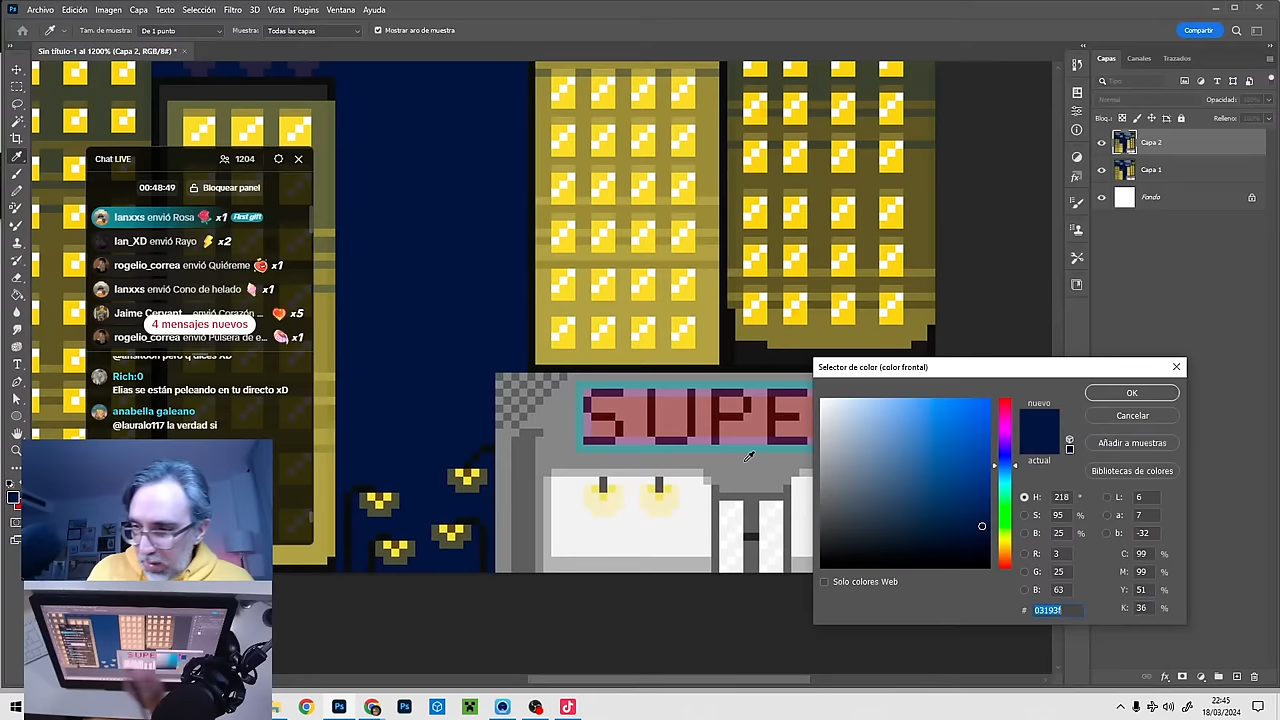 Archivo Edición Imagen Capa Texto Selección Filtro 3D Vista Plugins Ventana Ayuda
Tam. de muestra: De 1 punto Muestra: Todas las capas Mostrar aro de muestra Compartir
Sin título-1 al 1200% (Capa 2, RGB/8#) * ×
Capas Canales Trazados
Tipo
Normal Opacidad: 100%
Bloq.: Relleno: 100%
Capa 2
Capa 1
Fondo
Chat LIVE 1204
00:48:49 Bloquear panel
lanxxs envió Rosa x1 First gift
Ian_XD envió Rayo x2
rogelio_correa envió Quiéreme x1
lanxxs envió Cono de helado x1
Jaime Cervant... envió Corazón ... x5
4 mensajes nuevos
rogelio_correa envió Pulsera de e... x1
Rich:0
Elias se están peleando en tu directo xD
anabella galeano
@lauralo117 la verdad si
SUPE
Selector de color (color frontal)
nuevo
actual
OK
Cancelar
Añadir a muestras
Bibliotecas de colores
H: 218 ° L: 6
S: 95 % a: 7
B: 25 % b: -32
R: 3 C: 99 %
G: 25 M: 99 %
B: 63 Y: 51 %
# 03193f K: 36 %
Solo colores Web
22:45
18/03/2024